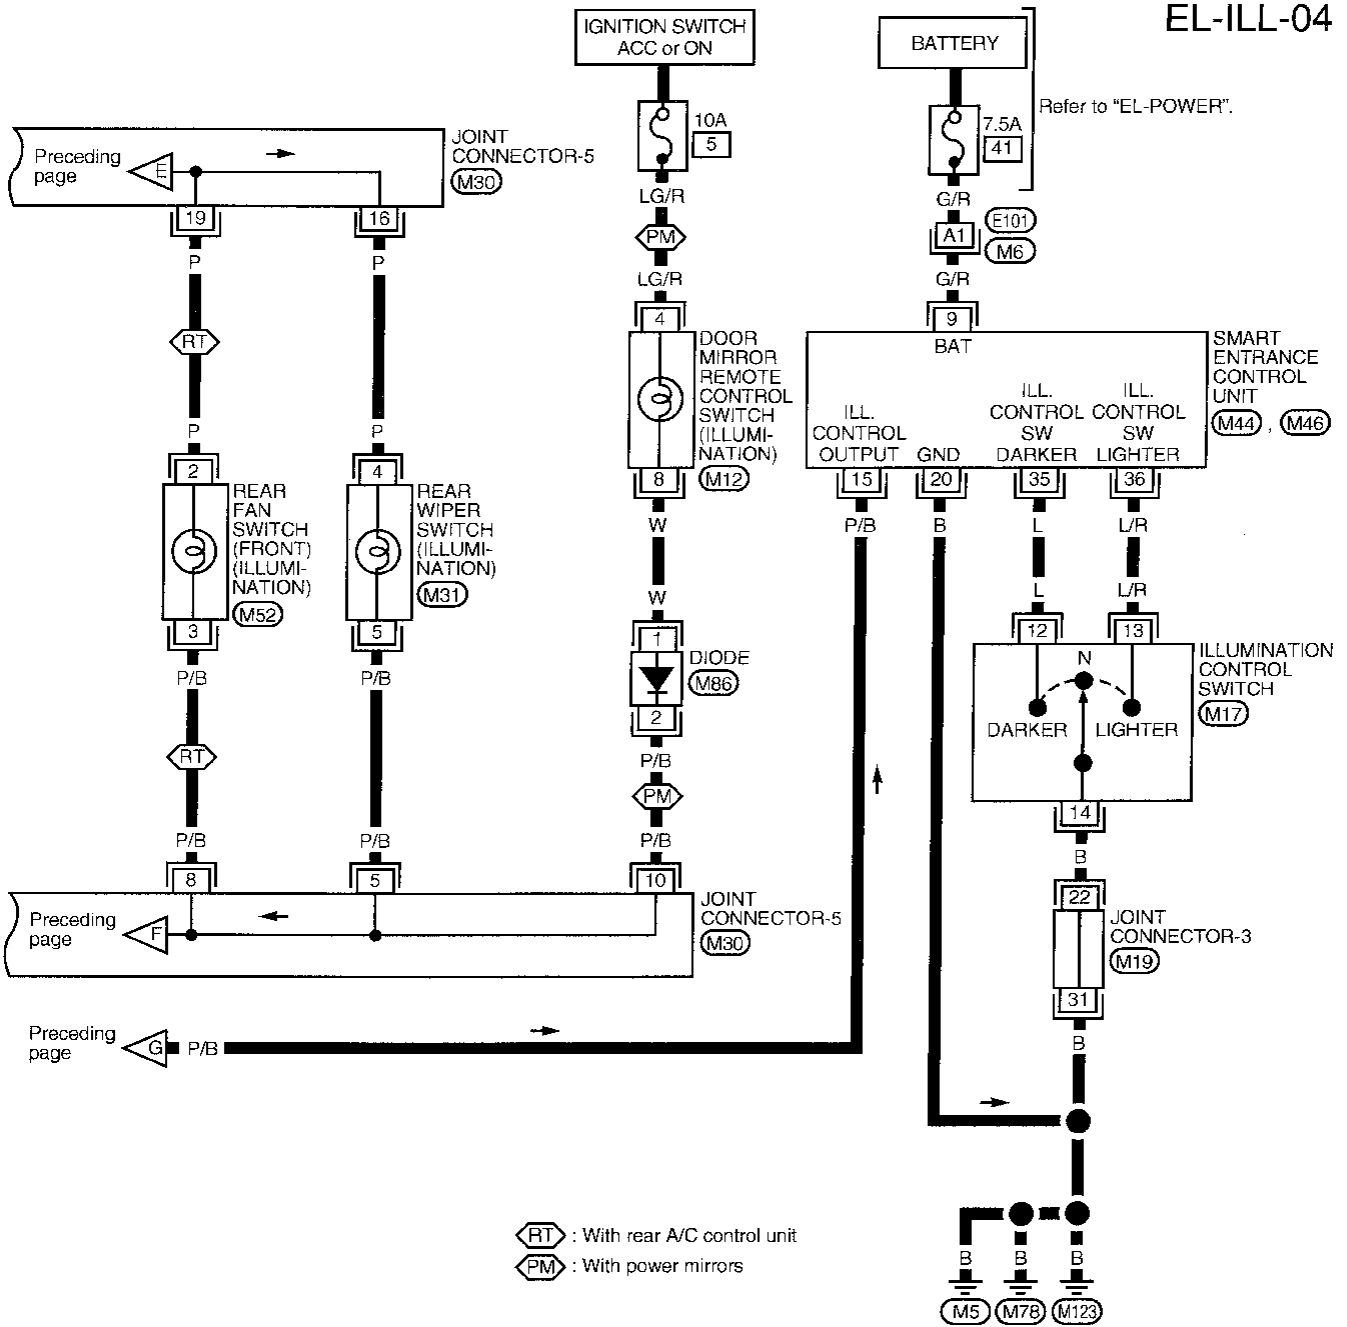 EL-ILL-04
IGNITION SWITCH
ACC or ON
BATTERY
Refer to “EL-POWER”.
10A
5
7.5A
41
JOINT
CONNECTOR-5
M30
Preceding
page
E
19
16
LG/R
PM
LG/R
G/R
A1
E101
M6
G/R
P
P
RT
P
P
4
DOOR
MIRROR
REMOTE
CONTROL
SWITCH
(ILLUMI-
NATION)
M12
8
9
BAT
SMART
ENTRANCE
CONTROL
UNIT
M44 , M46
ILL.
CONTROL
OUTPUT
GND
ILL.
CONTROL
SW
DARKER
ILL.
CONTROL
SW
LIGHTER
15
20
35
36
2
REAR
FAN
SWITCH
(FRONT)
(ILLUMI-
NATION)
M52
3
4
REAR
WIPER
SWITCH
(ILLUMI-
NATION)
M31
5
W
W
P/B
B
L
L/R
L
L/R
1
DIODE
M86
2
12
13
ILLUMINATION
CONTROL
SWITCH
M17
N
DARKER
LIGHTER
14
P/B
P/B
RT
P/B
PM
P/B
P/B
P/B
8
5
10
B
22
JOINT
CONNECTOR-3
M19
31
B
Preceding
page
F
JOINT
CONNECTOR-5
M30
Preceding
page
G
P/B
RT : With rear A/C control unit
PM : With power mirrors
B
B
B
M5
M78
M123